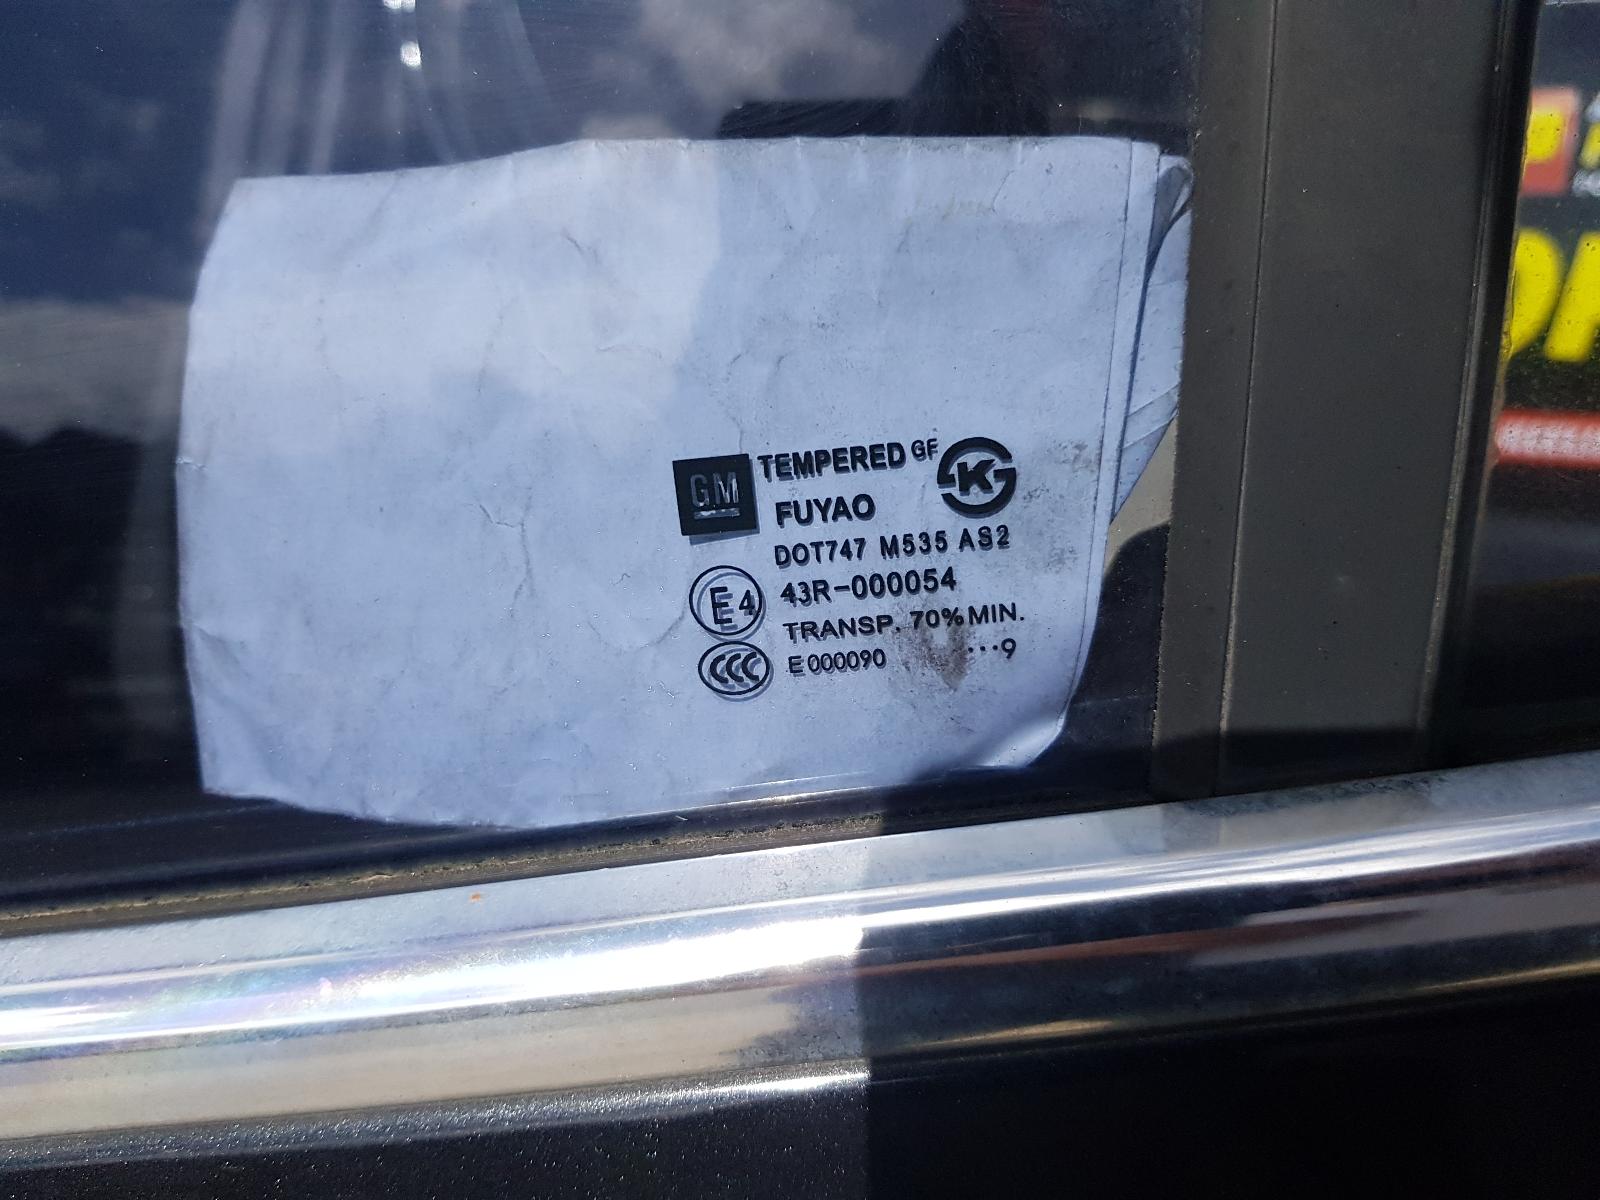 GM TEMPERED GF
FUYAO
DOT747 M535 AS2
E4 43R-000054
TRANSP. 70%MIN.
CCC E000090 ...9